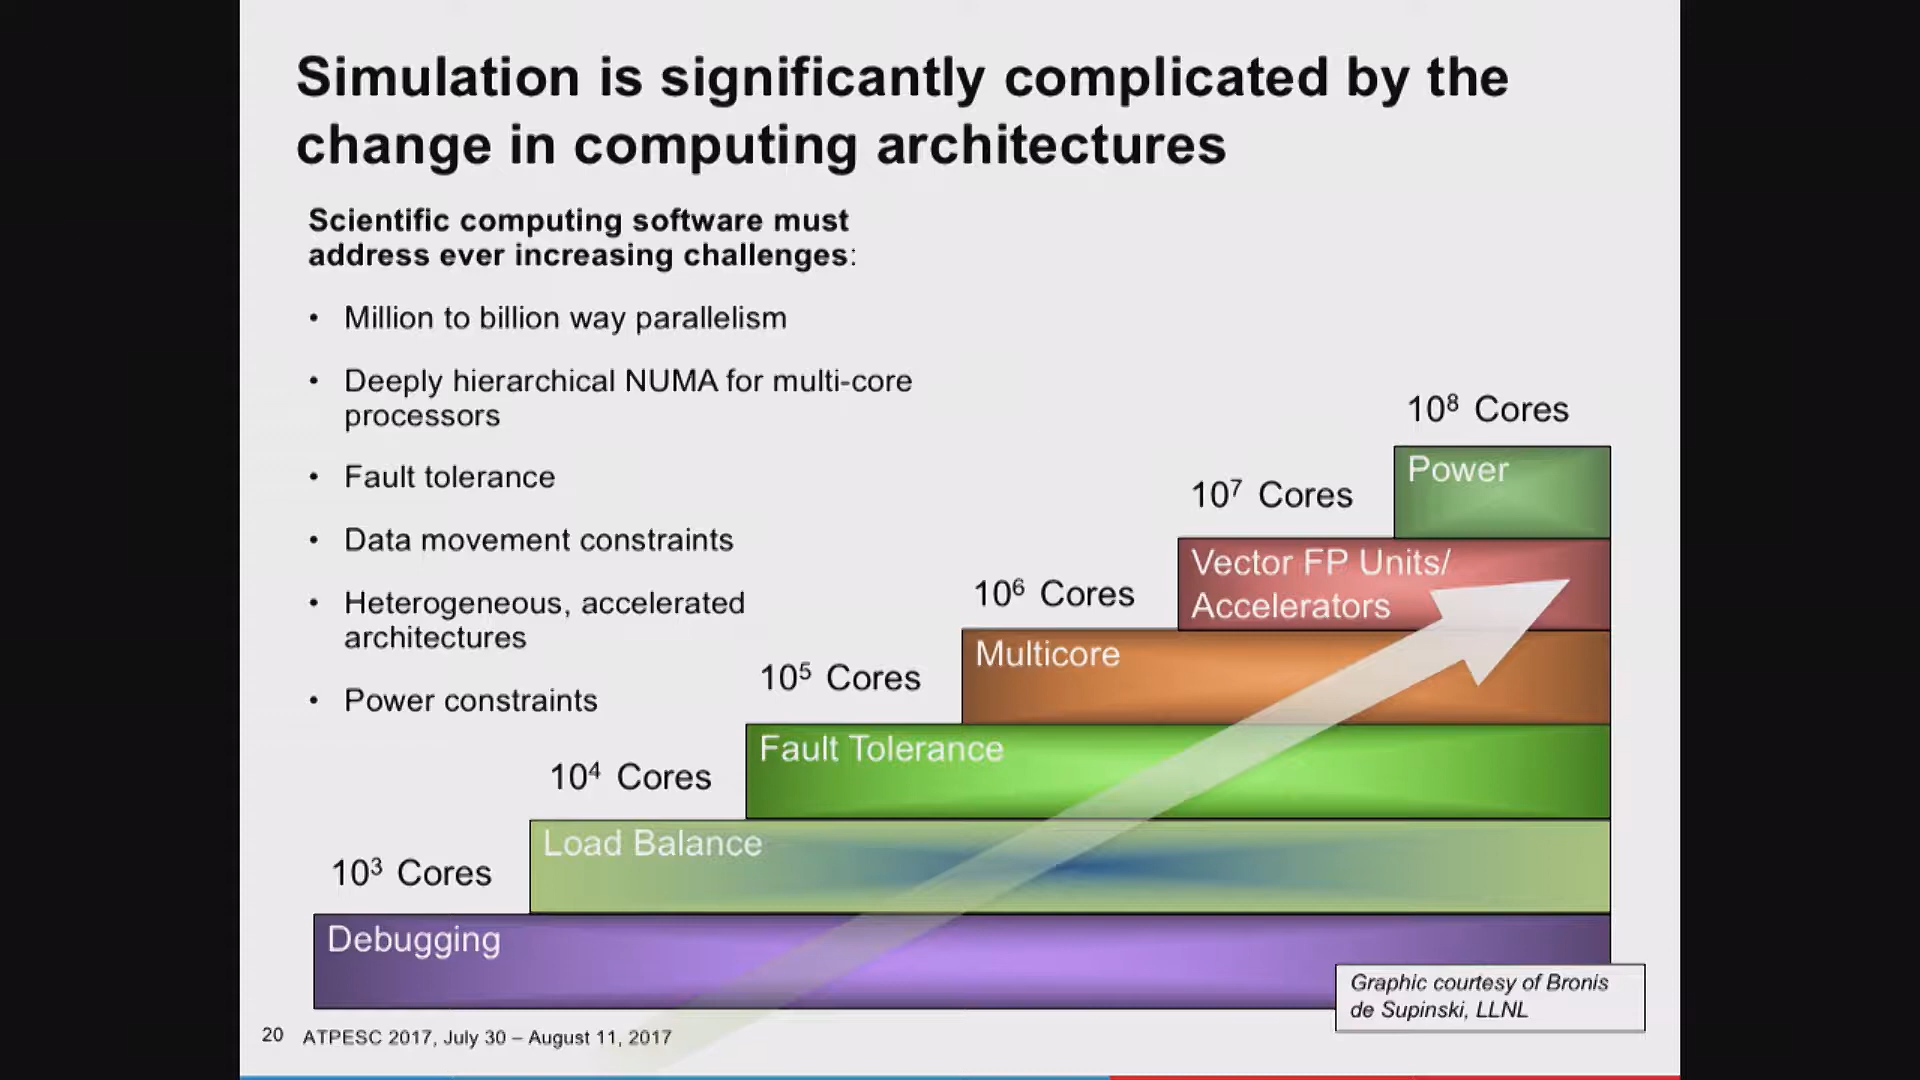 Simulation is significantly complicated by the
change in computing architectures
Scientific computing software must
address ever increasing challenges:
• Million to billion way parallelism
• Deeply hierarchical NUMA for multi-core
processors
• Fault tolerance
• Data movement constraints
• Heterogeneous, accelerated
architectures
• Power constraints
10⁸ Cores
Power
10⁷ Cores
Vector FP Units/
Accelerators
10⁶ Cores
Multicore
10⁵ Cores
Fault Tolerance
10⁴ Cores
Load Balance
10³ Cores
Debugging
Graphic courtesy of Bronis
de Supinski, LLNL
20 ATPESC 2017, July 30 – August 11, 2017